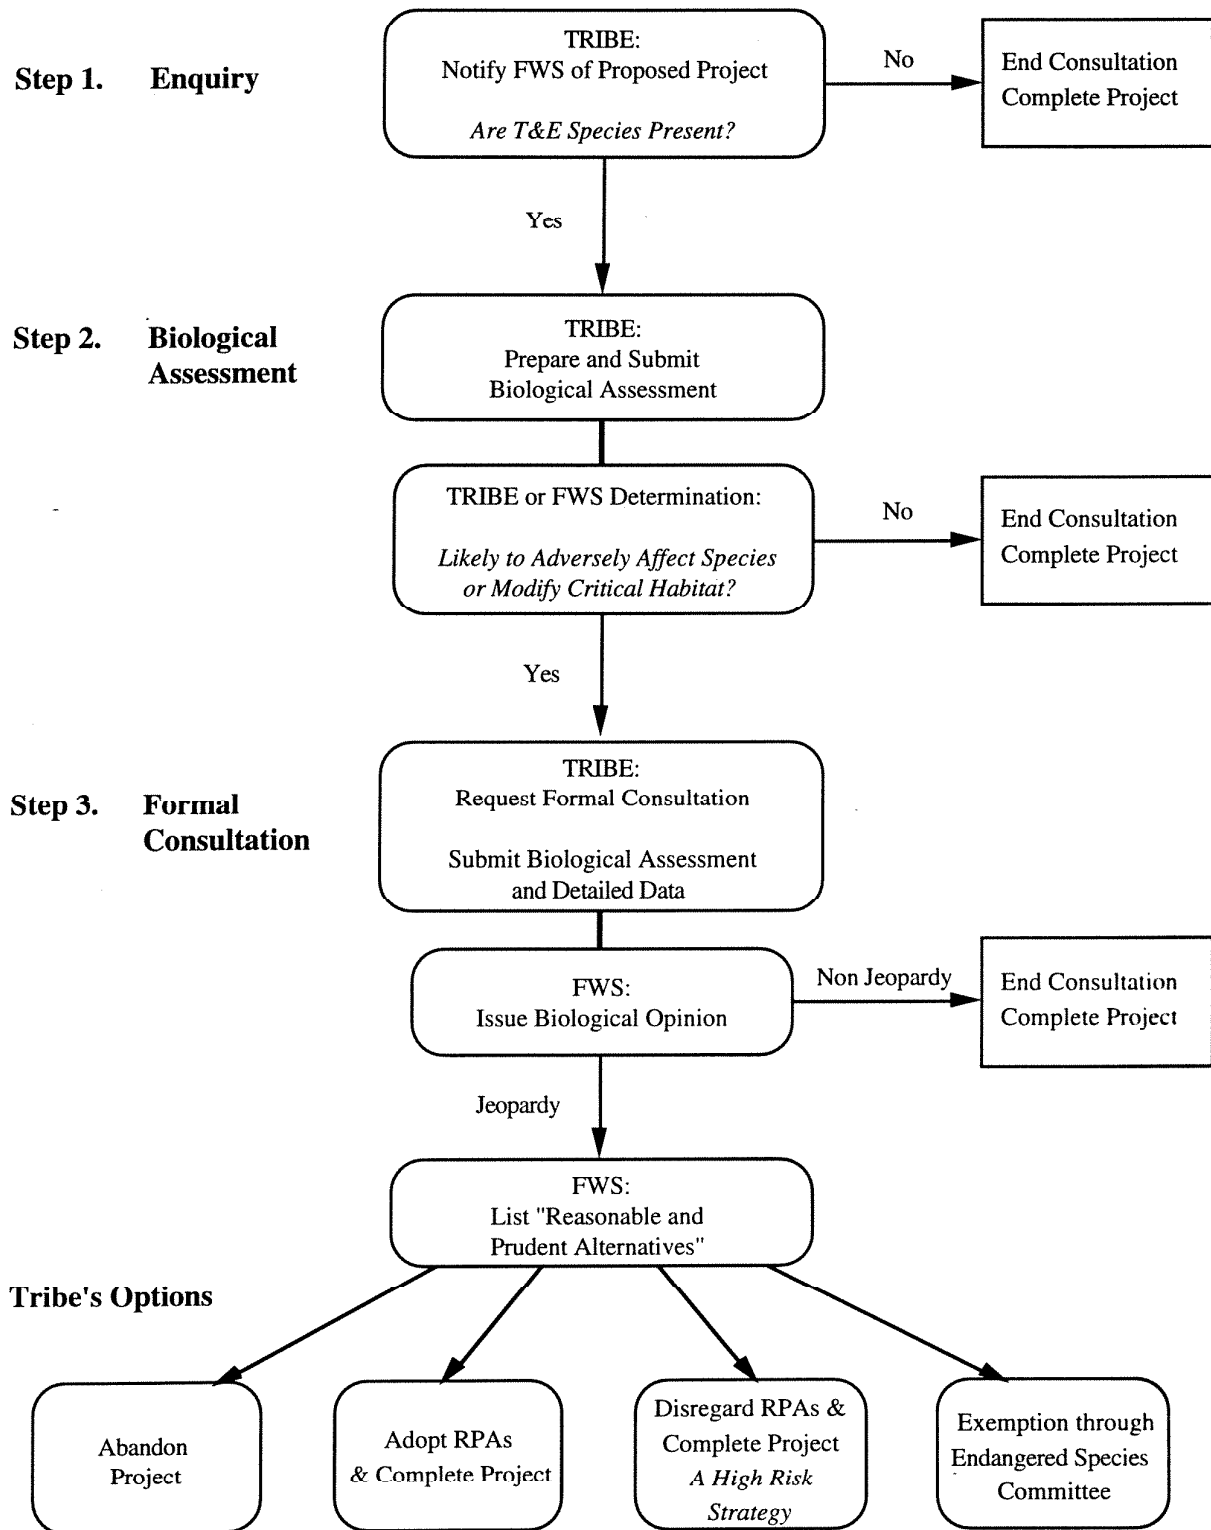 Step 1. Enquiry
TRIBE:
Notify FWS of Proposed Project
Are T&E Species Present?
No
End Consultation
Complete Project
Yes
Step 2. Biological
Assessment
TRIBE:
Prepare and Submit
Biological Assessment
TRIBE or FWS Determination:
Likely to Adversely Affect Species
or Modify Critical Habitat?
No
End Consultation
Complete Project
Yes
Step 3. Formal
Consultation
TRIBE:
Request Formal Consultation
Submit Biological Assessment
and Detailed Data
FWS:
Issue Biological Opinion
Non Jeopardy
End Consultation
Complete Project
Jeopardy
FWS:
List "Reasonable and
Prudent Alternatives"
Tribe's Options
Abandon
Project
Adopt RPAs
& Complete Project
Disregard RPAs &
Complete Project
A High Risk
Strategy
Exemption through
Endangered Species
Committee